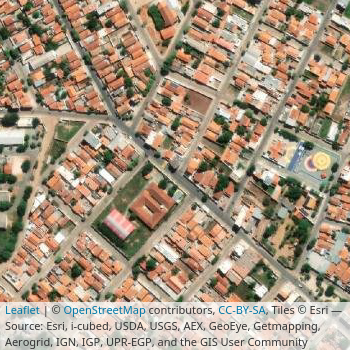 Leaflet | © OpenStreetMap contributors, CC-BY-SA, Tiles © Esri —
Source: Esri, i-cubed, USDA, USGS, AEX, GeoEye, Getmapping,
Aerogrid, IGN, IGP, UPR-EGP, and the GIS User Community